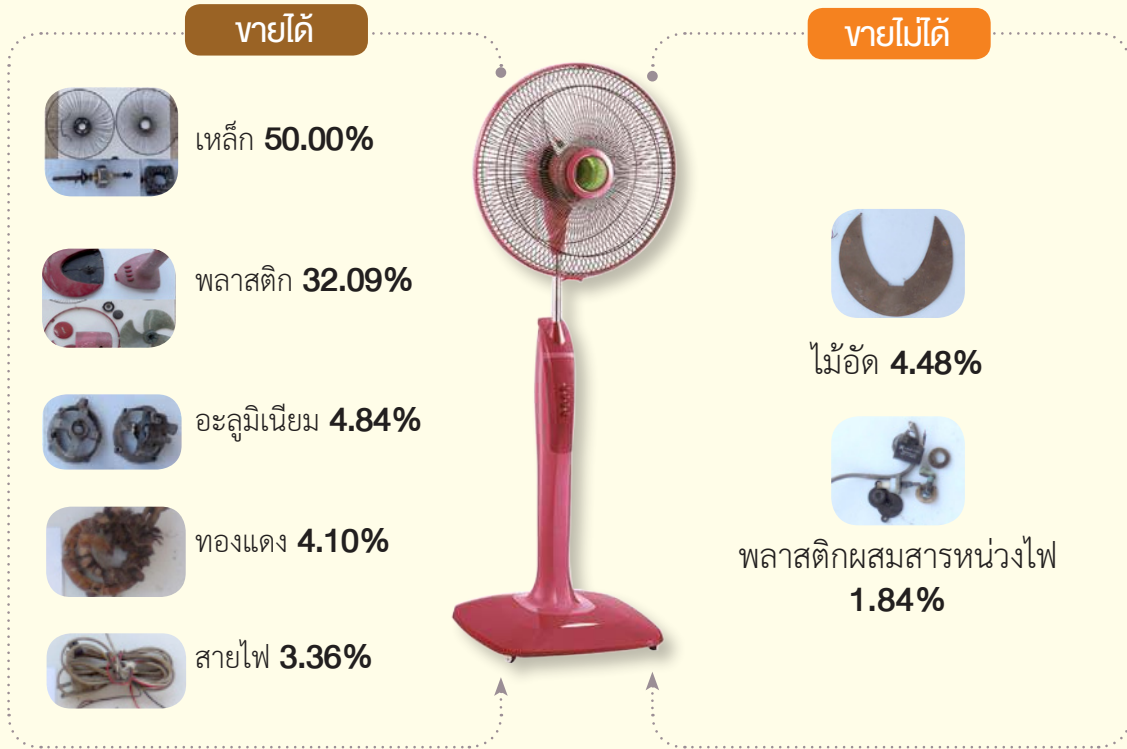 ขายได้
เหล็ก 50.00%
พลาสติก 32.09%
อะลูมิเนียม 4.84%
ทองแดง 4.10%
สายไฟ 3.36%
ขายไม่ได้
ไม้อัด 4.48%
พลาสติกผสมสารหน่วงไฟ
1.84%